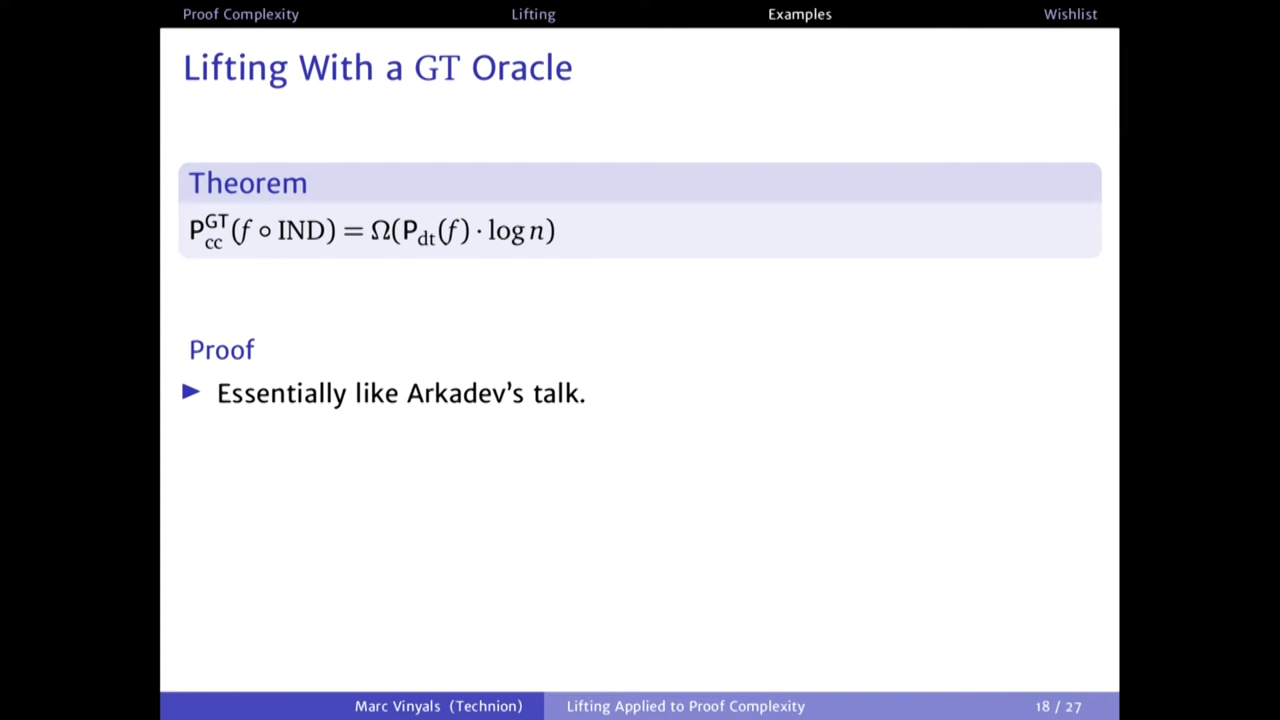 Proof Complexity Lifting Examples Wishlist
Lifting With a GT Oracle
Theorem
P^GT_cc(f ∘ IND) = Ω(P_dt(f) · log n)
Proof
▶ Essentially like Arkadev’s talk.
Marc Vinyals (Technion) Lifting Applied to Proof Complexity 18 / 27